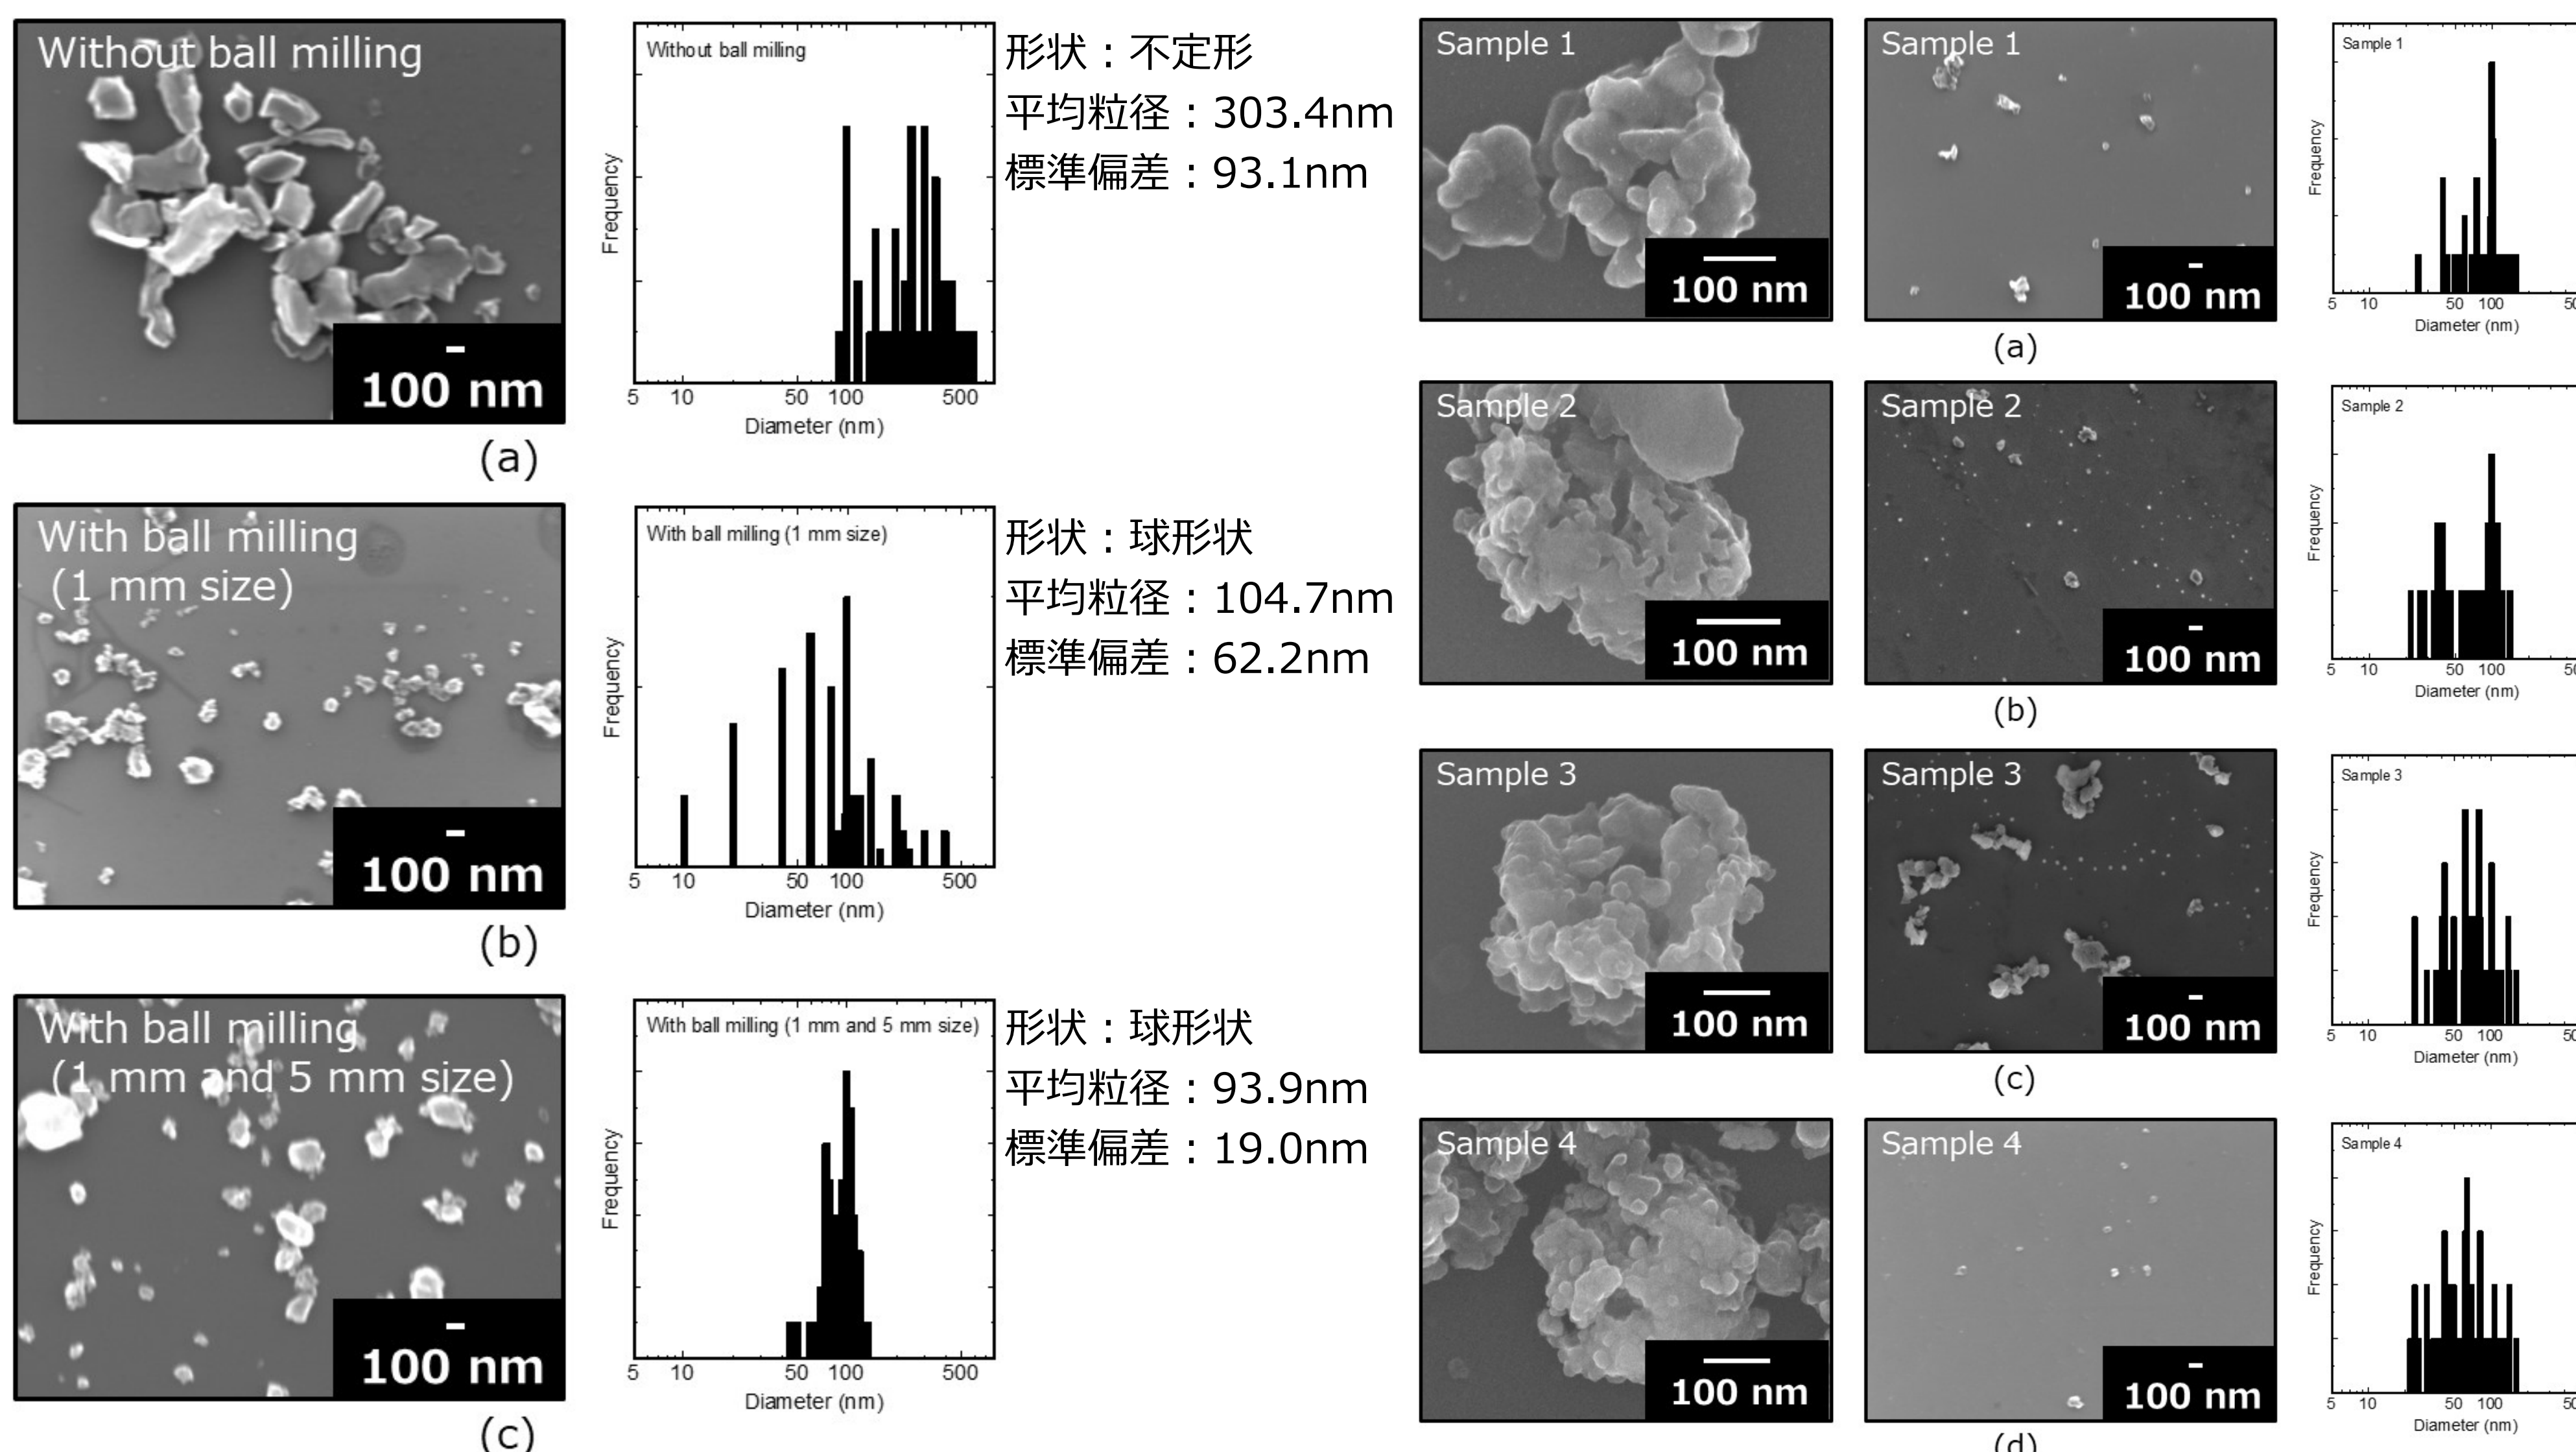 Without ball milling
100 nm
(a)
Without ball milling
Frequency
5 10 50 100 500
Diameter (nm)
形状：不定形
平均粒径：303.4nm
標準偏差：93.1nm
With ball milling
(1 mm size)
100 nm
(b)
With ball milling (1 mm size)
Frequency
5 10 50 100 500
Diameter (nm)
形状：球形状
平均粒径：104.7nm
標準偏差：62.2nm
With ball milling
(1 mm and 5 mm size)
100 nm
(c)
With ball milling (1 mm and 5 mm size)
Frequency
5 10 50 100 500
Diameter (nm)
形状：球形状
平均粒径：93.9nm
標準偏差：19.0nm
Sample 1
100 nm
Sample 1
100 nm
(a)
Sample 1
Frequency
5 10 50 100
Diameter (nm)
Sample 2
100 nm
Sample 2
100 nm
(b)
Sample 2
Frequency
5 10 50 100
Diameter (nm)
Sample 3
100 nm
Sample 3
100 nm
(c)
Sample 3
Frequency
5 10 50 100
Diameter (nm)
Sample 4
100 nm
Sample 4
100 nm
(d)
Sample 4
Frequency
5 10 50 100
Diameter (nm)